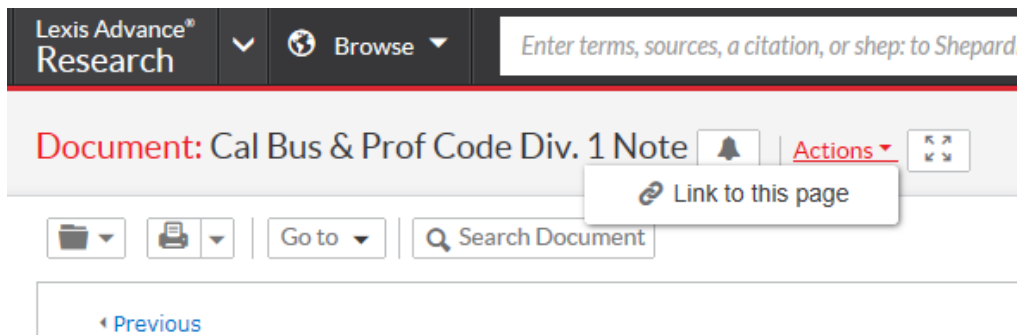 Lexis Advance®
Research
Browse
Enter terms, sources, a citation, or shep: to Shepard
Document: Cal Bus & Prof Code Div. 1 Note
Actions
Link to this page
Go to
Search Document
Previous